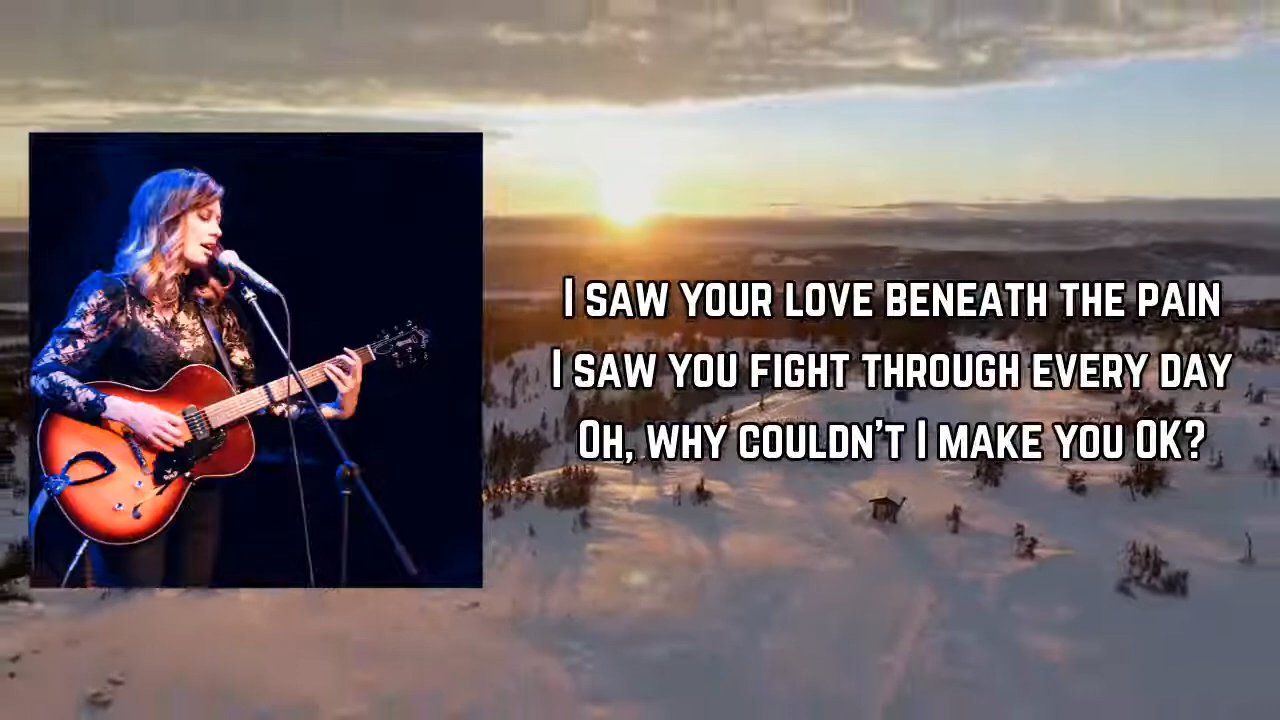 I saw your love beneath the pain
I saw you fight through every day
Oh, why couldn't I make you OK?